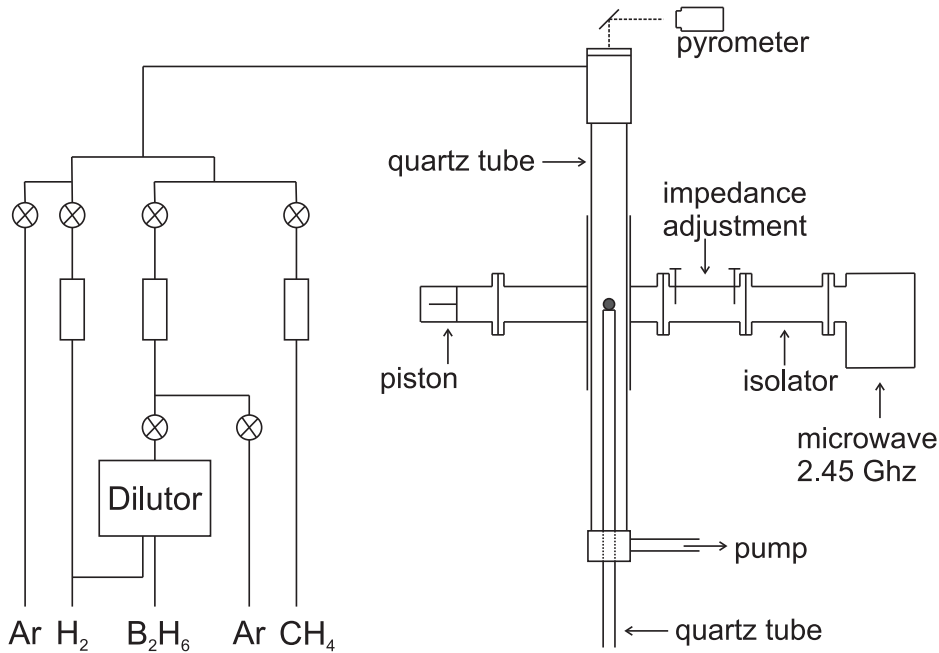 pyrometer
quartz tube
impedance
adjustment
piston
isolator
microwave
2.45 Ghz
Dilutor
pump
Ar H₂ B₂H₆ Ar CH₄
quartz tube